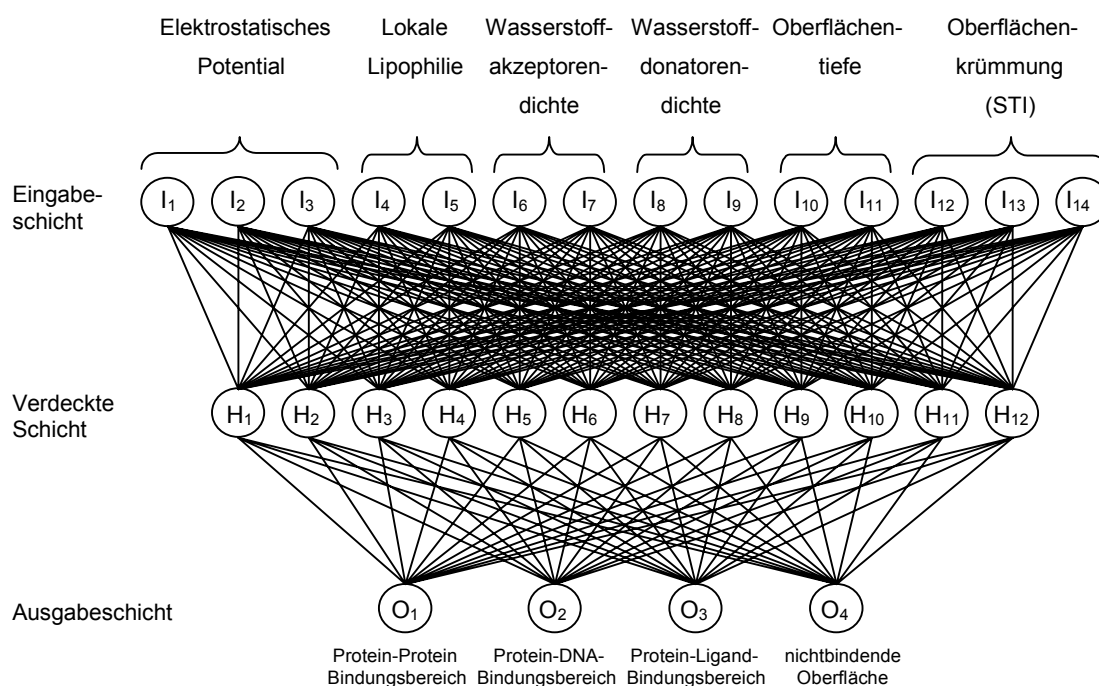 Elektrostatisches
Potential
Lokale
Lipophilie
Wasserstoff-
akzeptoren-
dichte
Wasserstoff-
donatoren-
dichte
Oberflächen-
tiefe
Oberflächen-
krümmung
(STI)
Eingabe-
schicht
I1 I2 I3 I4 I5 I6 I7 I8 I9 I10 I11 I12 I13 I14
Verdeckte
Schicht
H1 H2 H3 H4 H5 H6 H7 H8 H9 H10 H11 H12
Ausgabeschicht
O1 O2 O3 O4
Protein-Protein
Bindungsbereich
Protein-DNA-
Bindungsbereich
Protein-Ligand-
Bindungsbereich
nichtbindende
Oberfläche